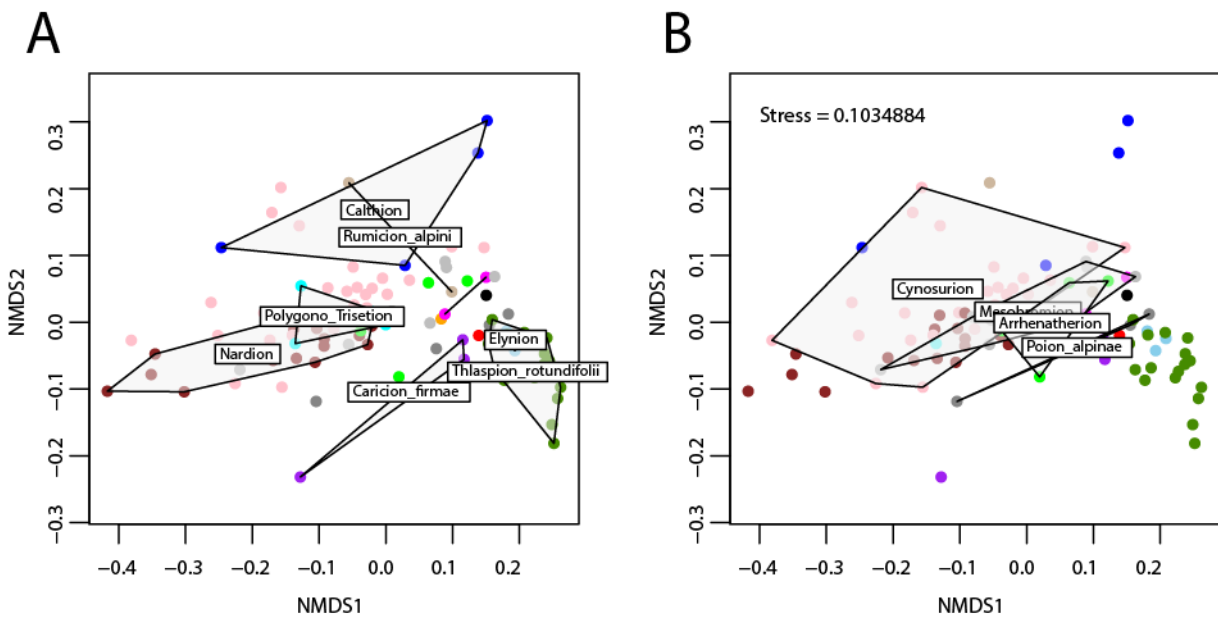 A
B
Stress = 0.1034884
Calthion
Rumicion_alpini
Polygono_Trisetion
Nardion
Elynion
Thlaspion_rotundifolii
Caricion_firmae
Cynosurion
Mesobromion
Arrhenatherion
Poion_alpinae
NMDS2
0.3
0.2
0.1
0.0
−0.1
−0.2
−0.3
−0.4 −0.3 −0.2 −0.1 0.0 0.1 0.2
NMDS1
NMDS2
0.3
0.2
0.1
0.0
−0.1
−0.2
−0.3
−0.4 −0.3 −0.2 −0.1 0.0 0.1 0.2
NMDS1